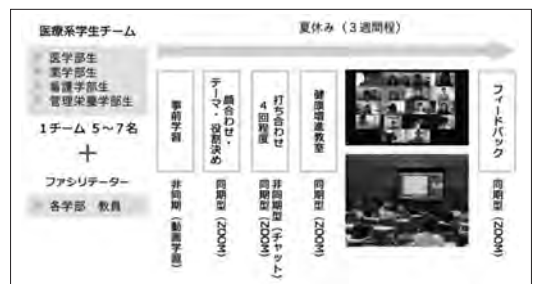 医療系学生チーム
医学部生
薬学部生
看護学部生
管理栄養学部生
1チーム 5～7名
+
ファシリテーター
各学部 教員
夏休み(3週間程)
事前学習
非同期(動画学習)
顔合わせ・
テーマ・役割決め
同期型(ZOOM)
打ち合わせ
4回程度
非同期型(チャット)
同期型(ZOOM)
健康増進教室
同期型(ZOOM)
フィードバック
同期型(ZOOM)